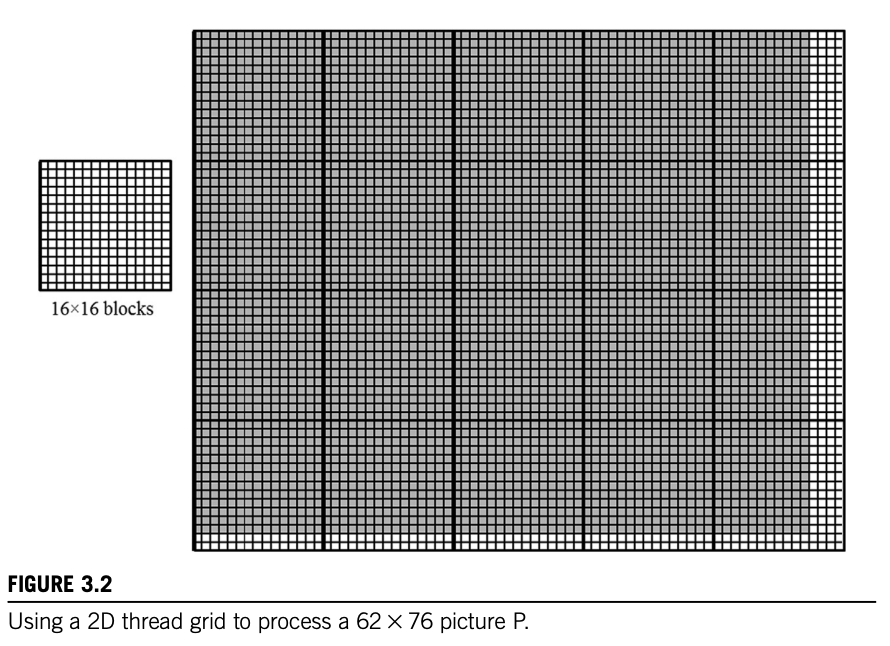 16×16 blocks
FIGURE 3.2
Using a 2D thread grid to process a 62 × 76 picture P.